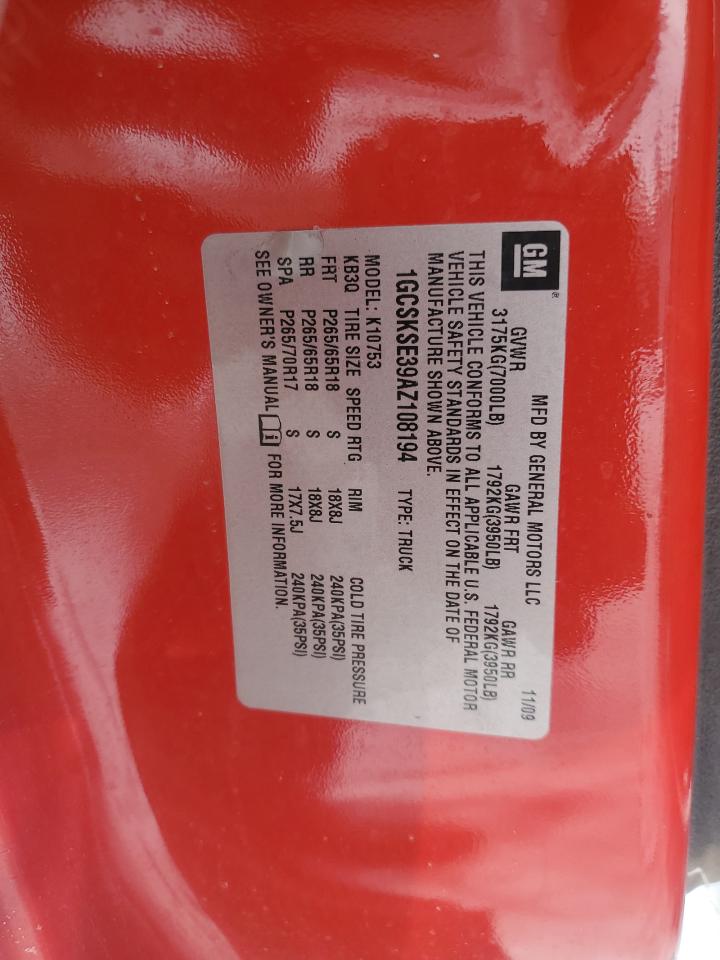 GM ®
MFD BY GENERAL MOTORS LLC 11/09
GVWR GAWR FRT GAWR RR
3175KG(7000LB) 1792KG(3950LB) 1792KG(3950LB)
THIS VEHICLE CONFORMS TO ALL APPLICABLE U.S. FEDERAL MOTOR
VEHICLE SAFETY STANDARDS IN EFFECT ON THE DATE OF
MANUFACTURE SHOWN ABOVE.
1GCSKSE39AZ108194 TYPE: TRUCK
MODEL: K10753
KB3Q TIRE SIZE SPEED RTG RIM COLD TIRE PRESSURE
FRT P265/65R18 S 18X8J 240KPA(35PSI)
RR P265/65R18 S 18X8J 240KPA(35PSI)
SPA P265/70R17 S 17X7.5J 240KPA(35PSI)
SEE OWNER'S MANUAL FOR MORE INFORMATION.